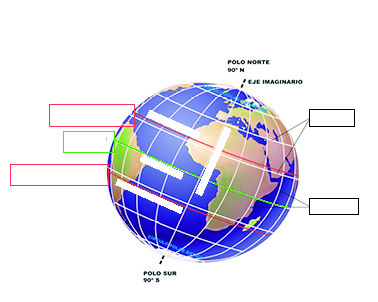 POLO NORTE
90° N
EJE IMAGINARIO
POLO SUR
90° S